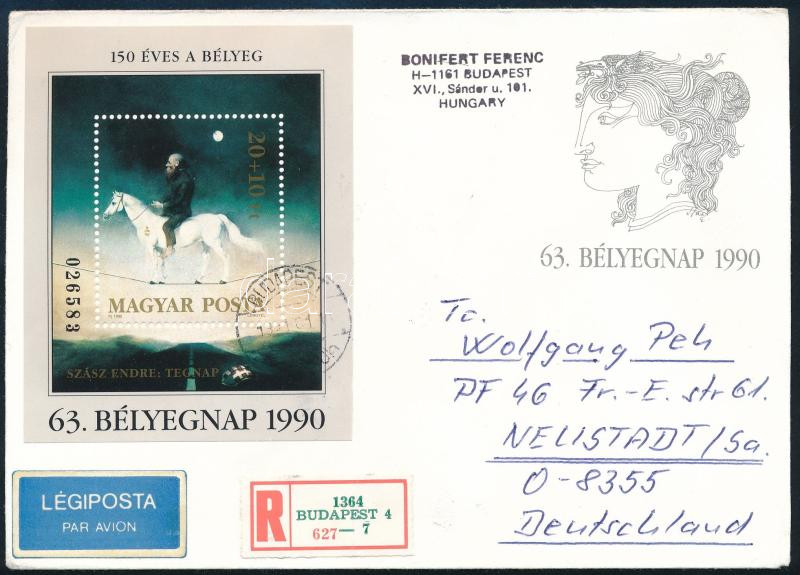 150 ÉVES A BÉLYEG
20+10 Ft
026583
MAGYAR POSTA
SZÁSZ ENDRE: TEGNAP
63. BÉLYEGNAP 1990
BUDAPEST
BONIFERT FERENC
H-1161 BUDAPEST
XVI., Sándor u. 101.
HUNGARY
63. BÉLYEGNAP 1990
To.
Wolfgang Peh
PF 46 Fr.-E. str 61.
NEUSTADT/Sa.
O-8355
Deutschland
LÉGIPOSTA
PAR AVION
R
1364
BUDAPEST 4
627— 7